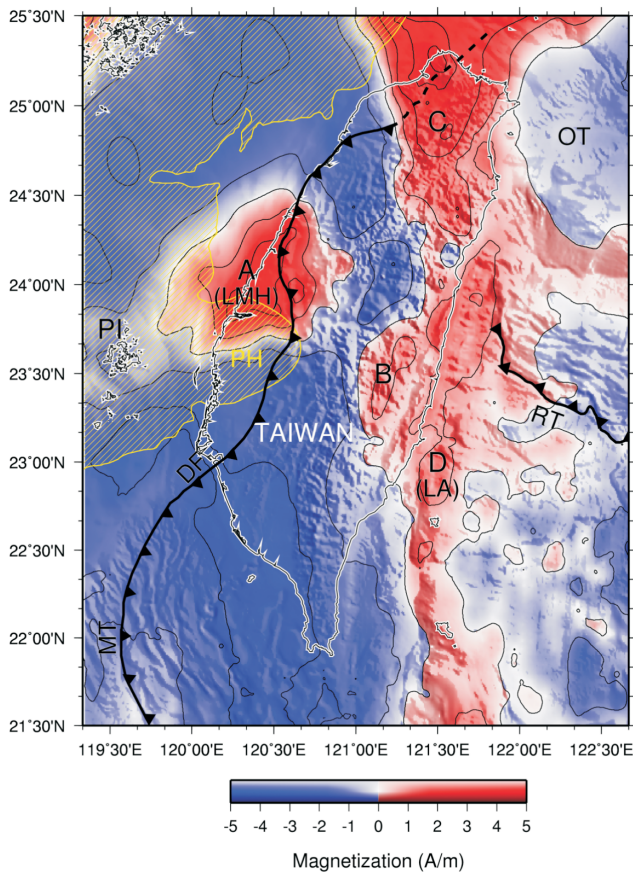 25˚30'N
25˚00'N
24˚30'N
24˚00'N
23˚30'N
23˚00'N
22˚30'N
22˚00'N
21˚30'N
C
OT
A
(LMH)
PI
PH
B
RT
TAIWAN
DF
D
(LA)
MT
119˚30'E 120˚00'E 120˚30'E 121˚00'E 121˚30'E 122˚00'E 122˚30'E
-5 -4 -3 -2 -1 0 1 2 3 4 5
Magnetization (A/m)